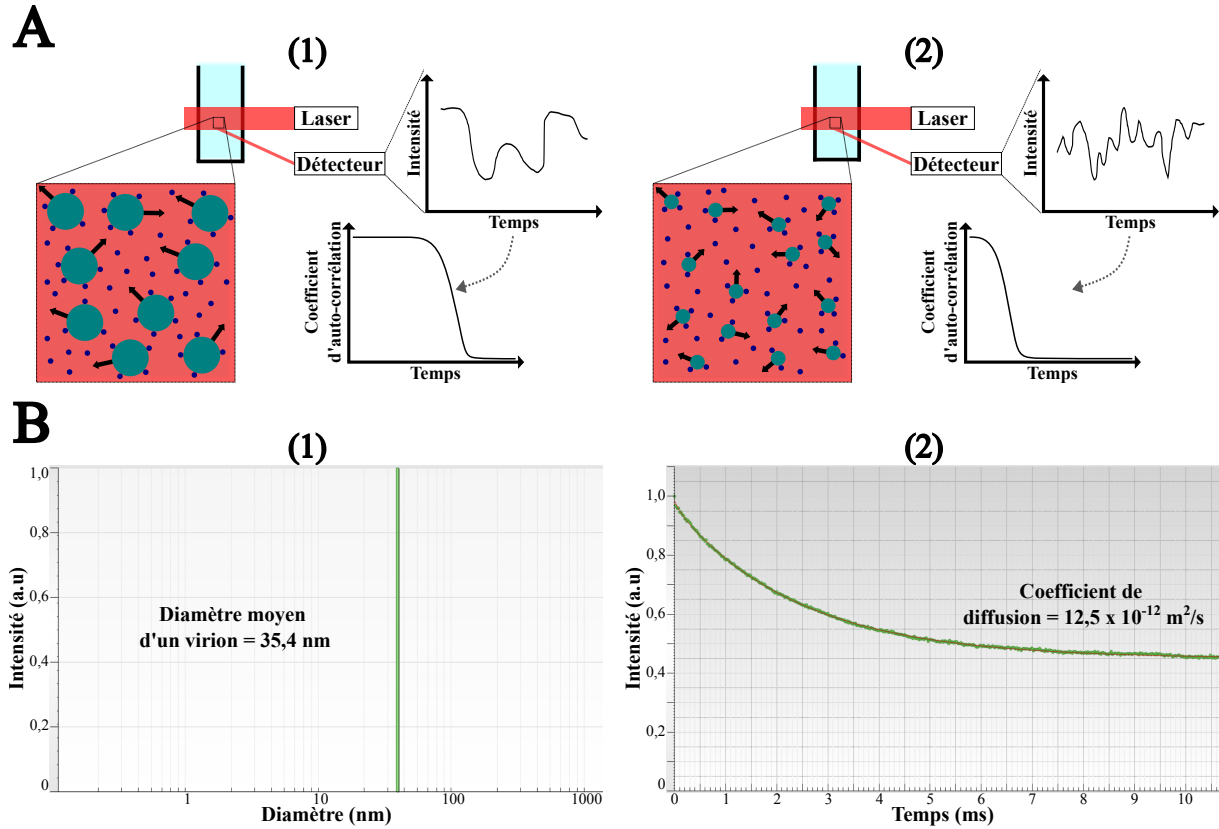 A
(1)
Laser
Détecteur
Intensité
Temps
Coefficient
d'auto-corrélation
Temps
(2)
Laser
Détecteur
Intensité
Temps
Coefficient
d'auto-corrélation
Temps
B
(1)
1,0
0,8
0,6
0,4
0,2
0
Intensité (a.u)
Diamètre moyen
d'un virion = 35,4 nm
1
10
100
1000
Diamètre (nm)
(2)
1,0
0,8
0,6
0,4
0,2
0
Intensité (a.u)
Coefficient de
diffusion = 12,5 x 10⁻¹² m²/s
0 1 2 3 4 5 6 7 8 9 10
Temps (ms)